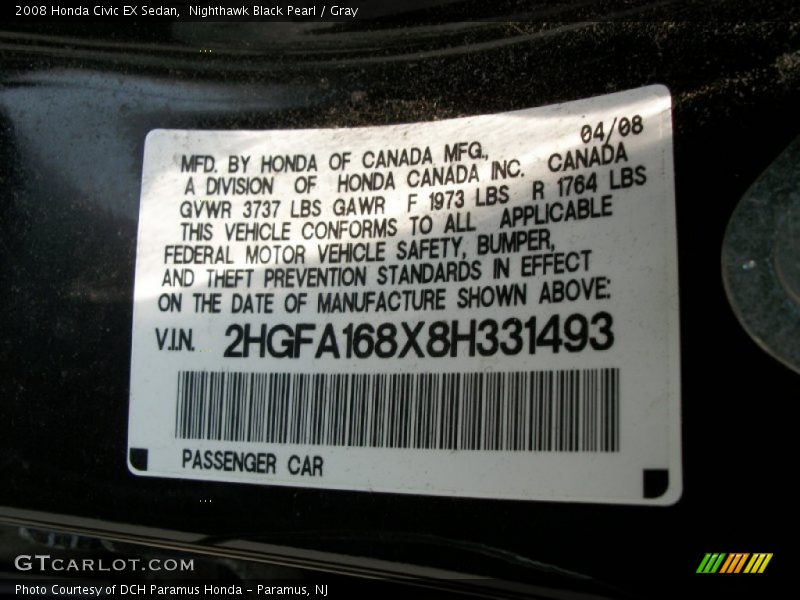 2008 Honda Civic EX Sedan, Nighthawk Black Pearl / Gray
04/08
MFD. BY HONDA OF CANADA MFG.,
A DIVISION OF HONDA CANADA INC. CANADA
GVWR 3737 LBS GAWR F 1973 LBS R 1764 LBS
THIS VEHICLE CONFORMS TO ALL APPLICABLE
FEDERAL MOTOR VEHICLE SAFETY, BUMPER,
AND THEFT PREVENTION STANDARDS IN EFFECT
ON THE DATE OF MANUFACTURE SHOWN ABOVE:
V.I.N. 2HGFA168X8H331493
PASSENGER CAR
GTCARLOT.COM
Photo Courtesy of DCH Paramus Honda - Paramus, NJ